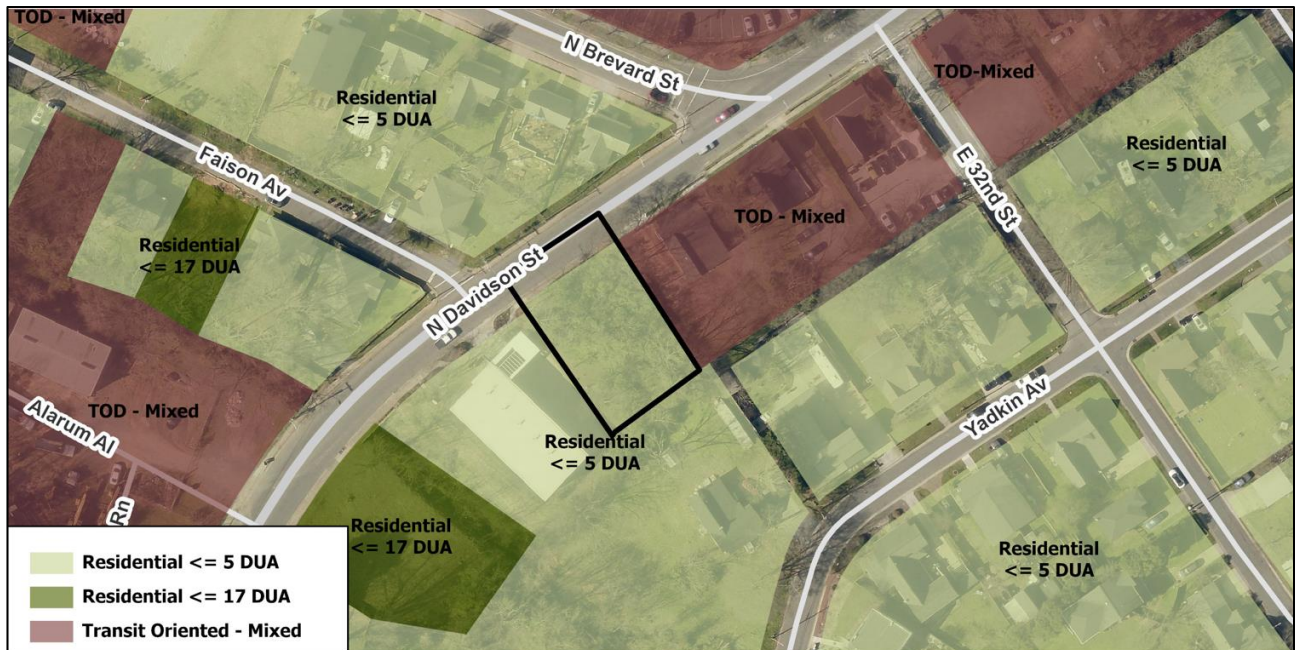 TOD - Mixed
N Brevard St
TOD-Mixed
Residential
<= 5 DUA
Residential
<= 5 DUA
Faison Av
E 32nd St
TOD - Mixed
Residential
<= 17 DUA
N Davidson St
TOD - Mixed
Alarum Al
Yadkin Av
Residential
<= 5 DUA
Rn
Residential
<= 17 DUA
Residential
<= 5 DUA
Residential <= 5 DUA
Residential <= 17 DUA
Transit Oriented - Mixed